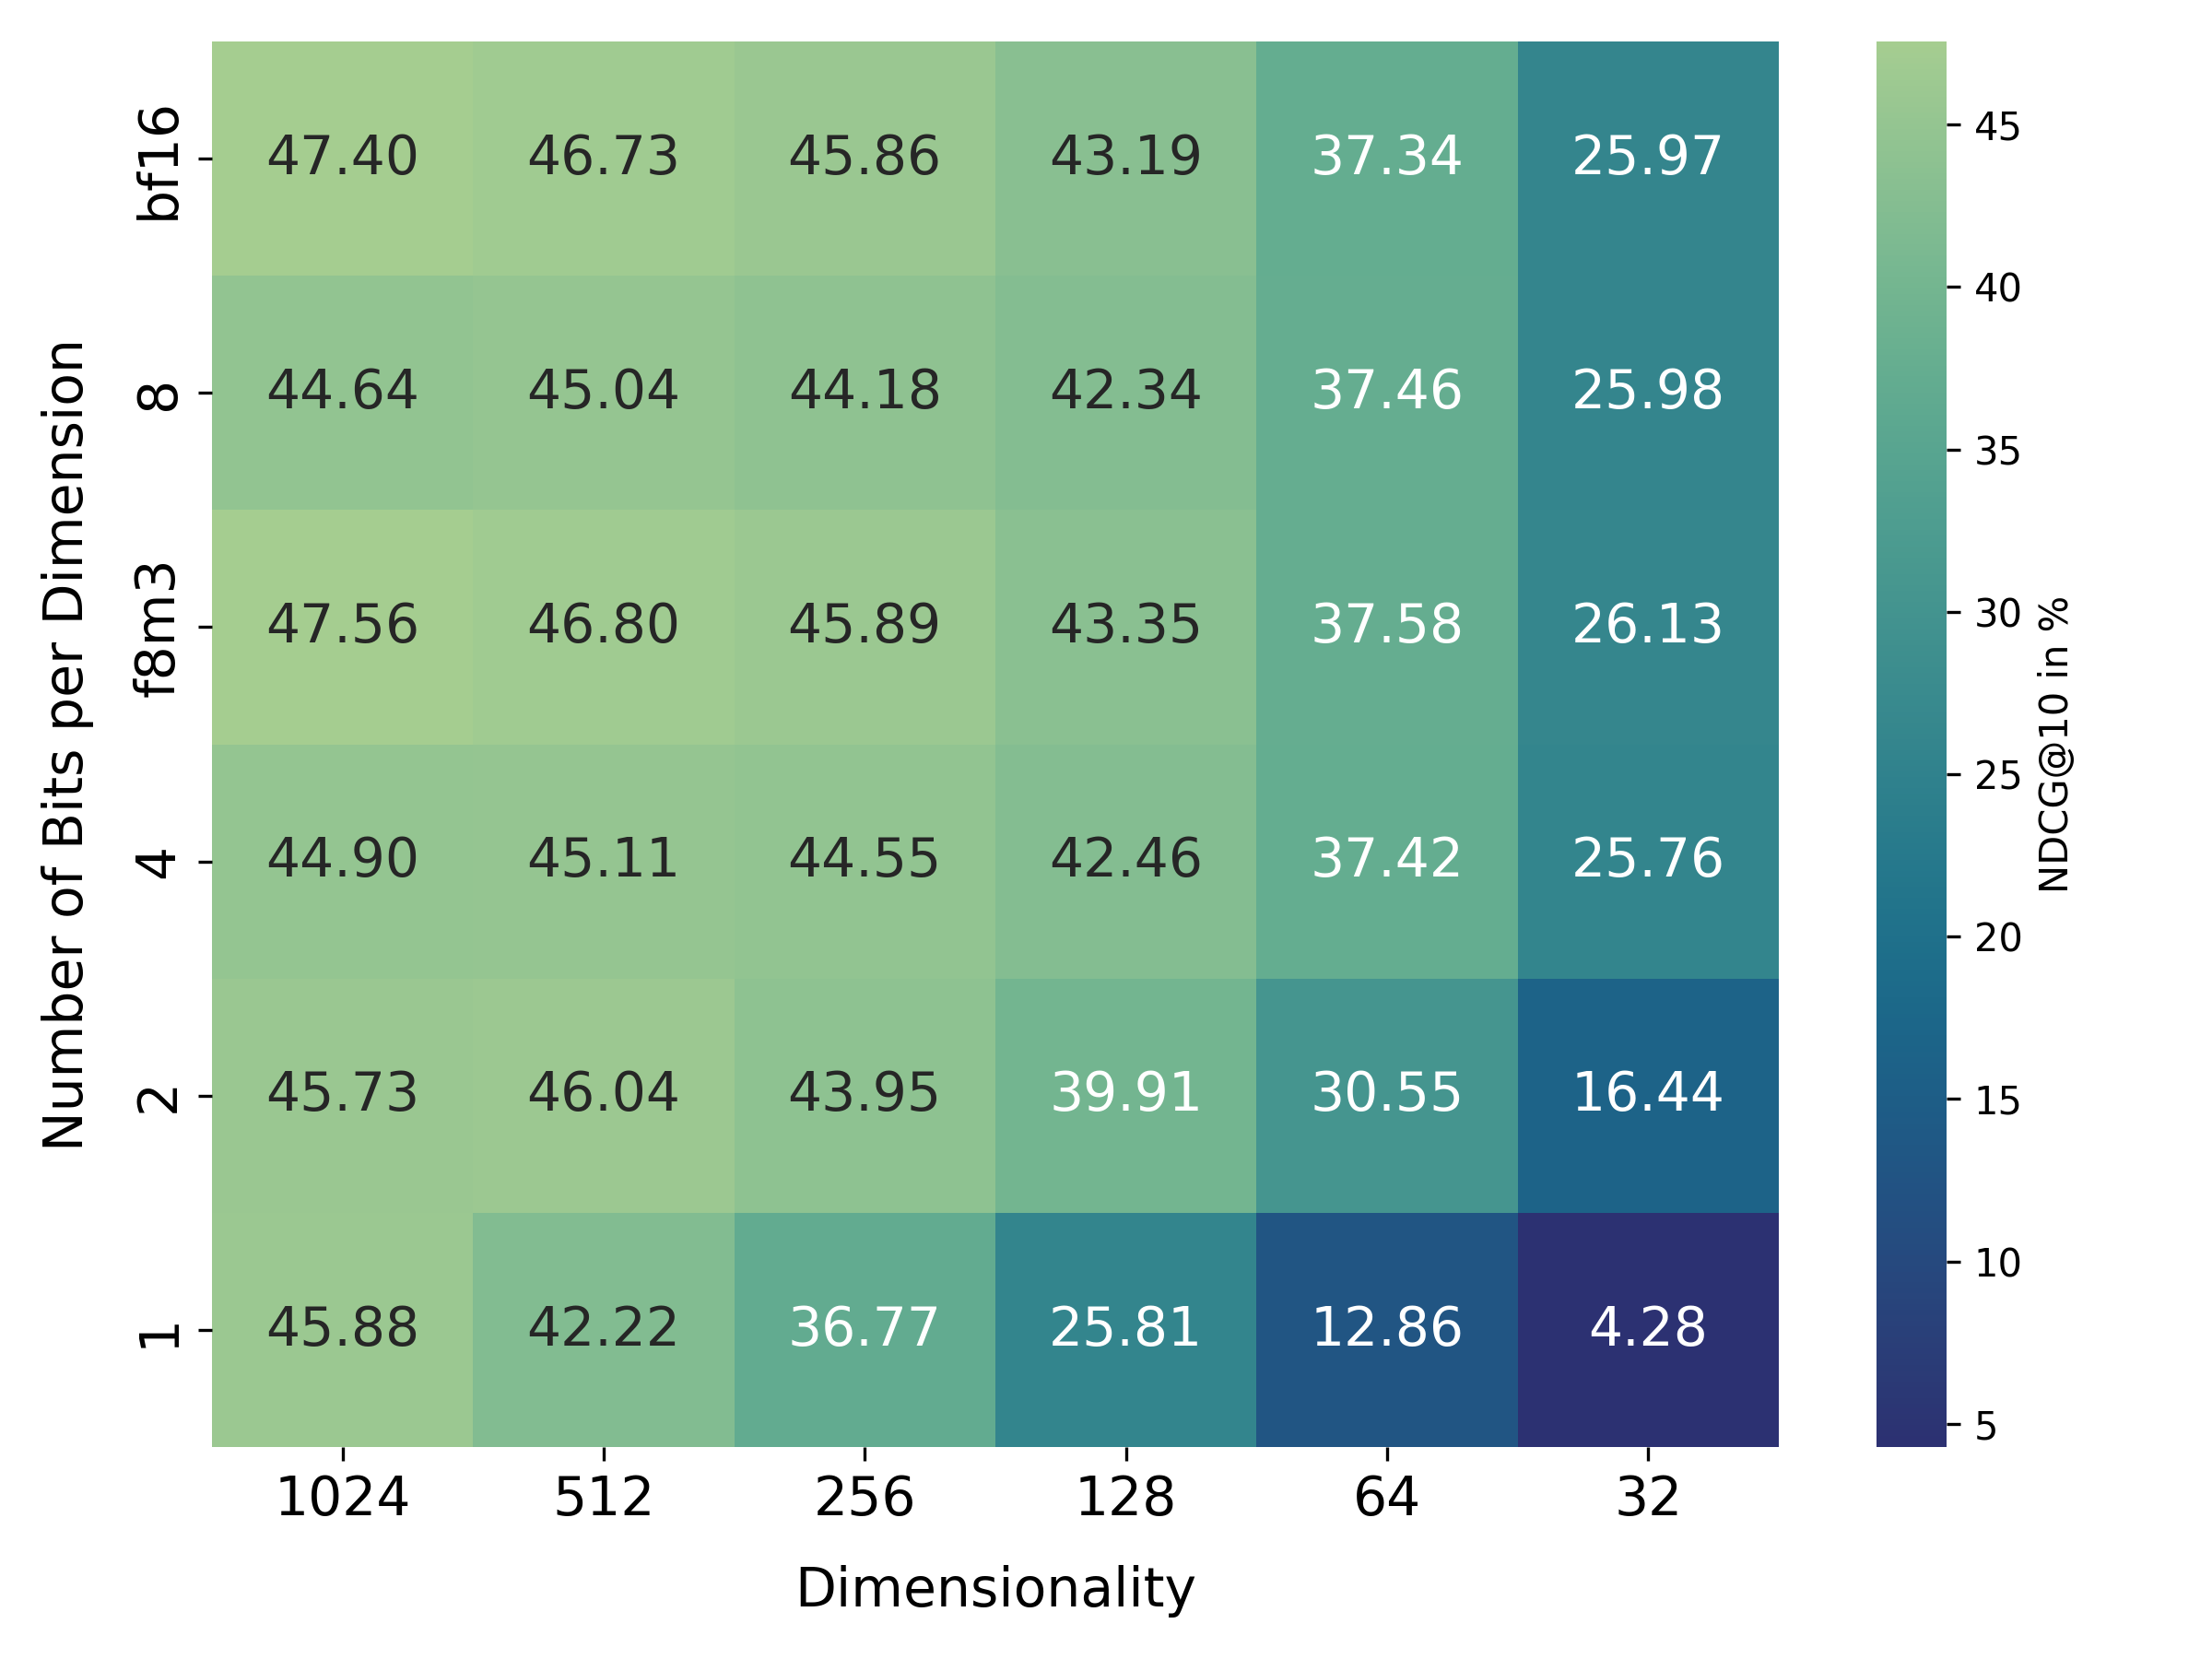 Number of Bits per Dimension
bf16 47.40 46.73 45.86 43.19 37.34 25.97
8 44.64 45.04 44.18 42.34 37.46 25.98
f8m3 47.56 46.80 45.89 43.35 37.58 26.13
4 44.90 45.11 44.55 42.46 37.42 25.76
2 45.73 46.04 43.95 39.91 30.55 16.44
1 45.88 42.22 36.77 25.81 12.86 4.28
1024 512 256 128 64 32
Dimensionality
45
40
35
30
25
20
15
10
5
NDCG@10 in %